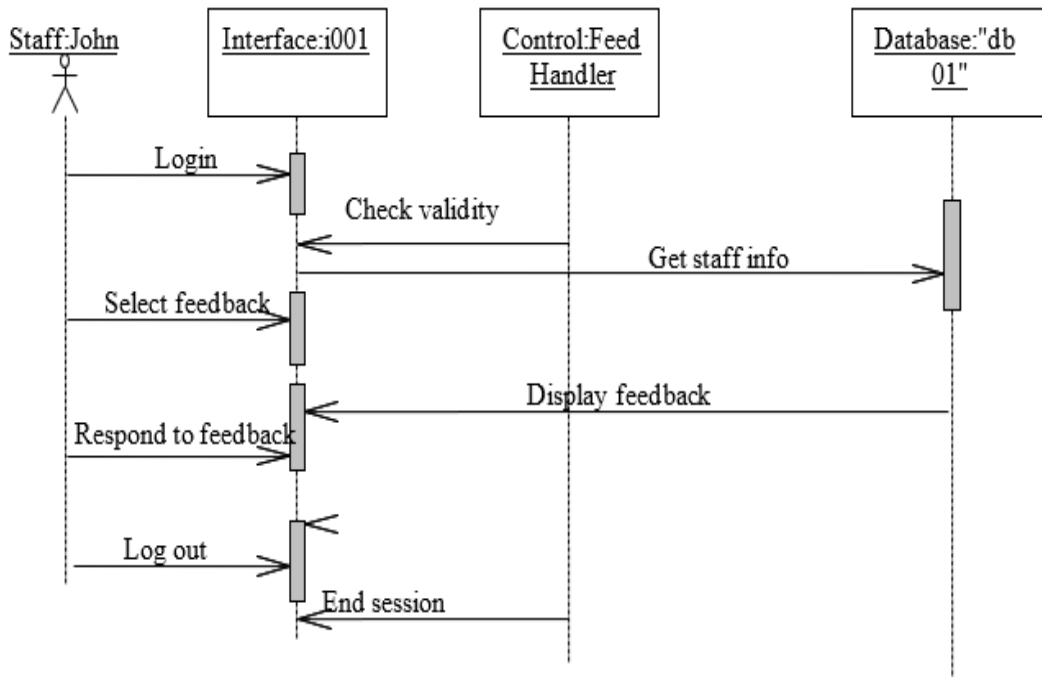 Staff:John
Interface:i001
Control:Feed
Handler
Database:"db
01"
Login
Check validity
Get staff info
Select feedback
Display feedback
Respond to feedback
Log out
End session